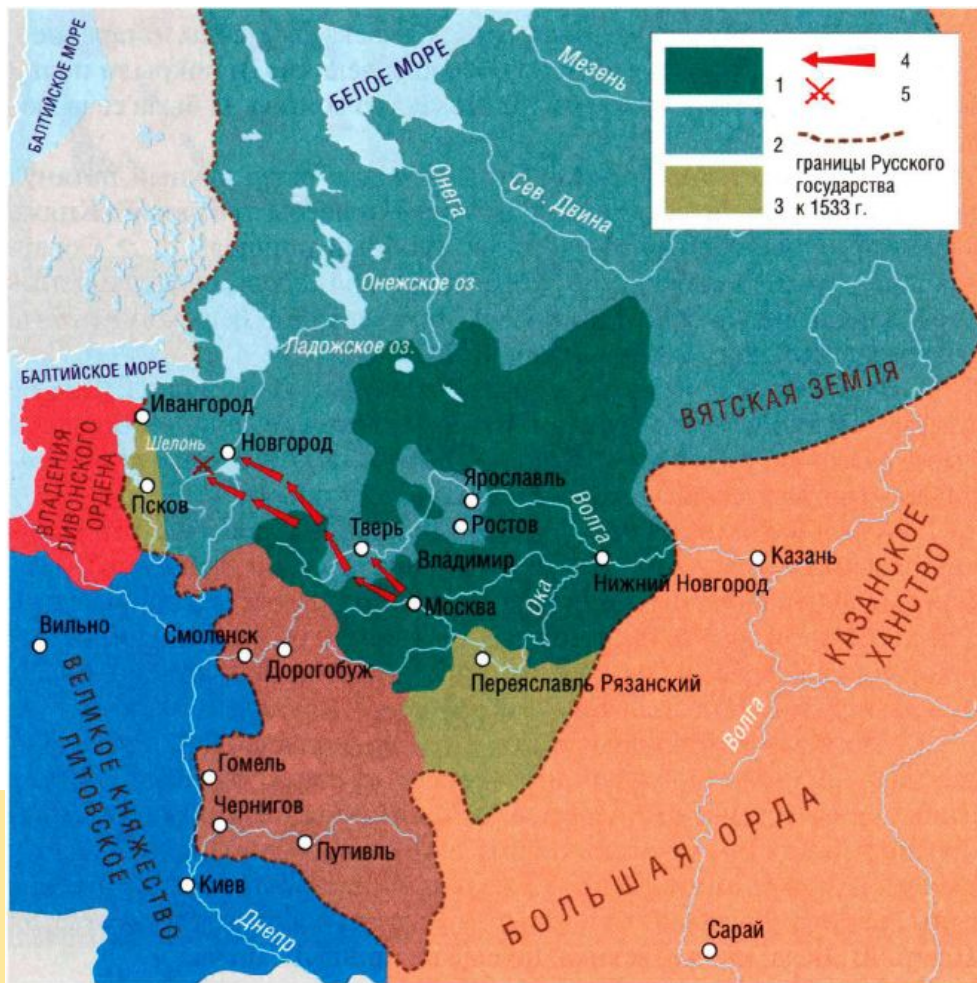 БАЛТИЙСКОЕ МОРЕ
БЕЛОЕ МОРЕ
Мезень
1
4
2
5
3
границы Русского
государства
к 1533 г.
Онега
Сев. Двина
Онежское оз.
Ладожское оз.
БАЛТИЙСКОЕ МОРЕ
ВЯТСКАЯ ЗЕМЛЯ
Ивангород
Шелонь
Новгород
ВЛАДЕНИЯ
ЛИВОНСКОГО
ОРДЕНА
Псков
Ярославль
Ростов
Волга
Тверь
Владимир
Нижний Новгород
Казань
КАЗАНСКОЕ
ХАНСТВО
Москва
Ока
Вильно
Смоленск
Дорогобуж
Переяславль Рязанский
ВЕЛИКОЕ КНЯЖЕСТВО
ЛИТОВСКОЕ
Волга
Гомель
Чернигов
Путивль
БОЛЬШАЯ ОРДА
Киев
Днепр
Сарай